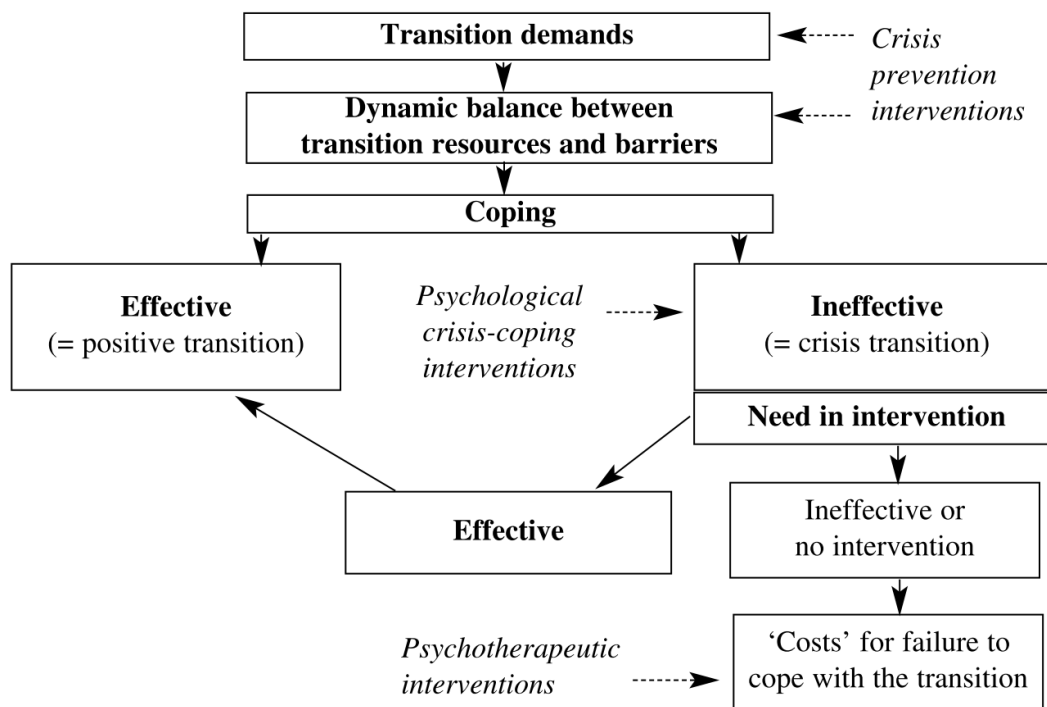 Transition demands
Crisis
prevention
interventions
Dynamic balance between
transition resources and barriers
Coping
Effective
(= positive transition)
Psychological
crisis-coping
interventions
Ineffective
(= crisis transition)
Need in intervention
Effective
Ineffective or
no intervention
Psychotherapeutic
interventions
‘Costs’ for failure to
cope with the transition